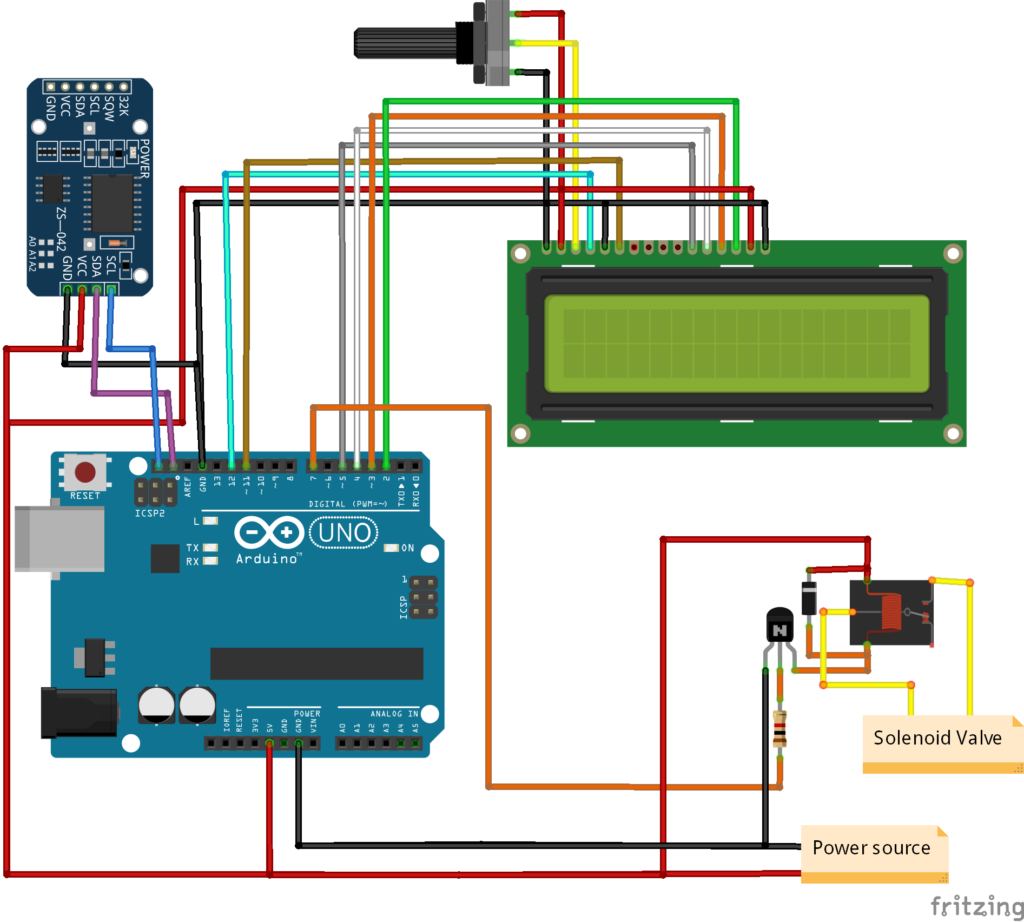 32K
SQW
SCL
SDA
VCC
GND
POWER
ZS-042
A0 A1 A2
GND
VCC
SDA
SCL
RESET
ICSP2
AREF
GND
13
12
~11
~10
~9
8
7
~6
~5
4
~3
2
TX0▶1
RX0◀0
DIGITAL (PWM=~)
L
TX
RX
UNO
Arduino™
ON
1
ICSP
IOREF
RESET
3V3
5V
GND
GND
VIN
POWER
ANALOG IN
A0
A1
A2
A3
A4
A5
N
Solenoid Valve
Power source
fritzing